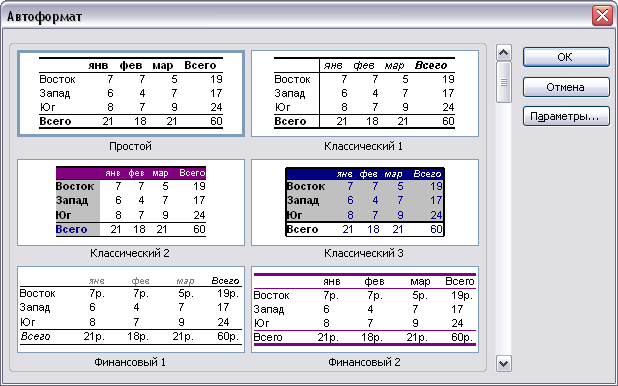 Автоформат
янв фев мар Всего
Восток 7 7 5 19
Запад 6 4 7 17
Юг 8 7 9 24
Всего 21 18 21 60
Простой
янв фев мар Всего
Восток 7 7 5 19
Запад 6 4 7 17
Юг 8 7 9 24
Всего 21 18 21 60
Классический 1
янв фев мар Всего
Восток 7 7 5 19
Запад 6 4 7 17
Юг 8 7 9 24
Всего 21 18 21 60
Классический 2
янв фев мар Всего
Восток 7 7 5 19
Запад 6 4 7 17
Юг 8 7 9 24
Всего 21 18 21 60
Классический 3
янв фев мар Всего
Восток 7р. 7р. 5р. 19р.
Запад 6 4 7 17
Юг 8 7 9 24
Всего 21р. 18р. 21р. 60р.
Финансовый 1
янв фев мар Всего
Восток 7р. 7р. 5р. 19р.
Запад 6 4 7 17
Юг 8 7 9 24
Всего 21р. 18р. 21р. 60р.
Финансовый 2
ОК
Отмена
Параметры...